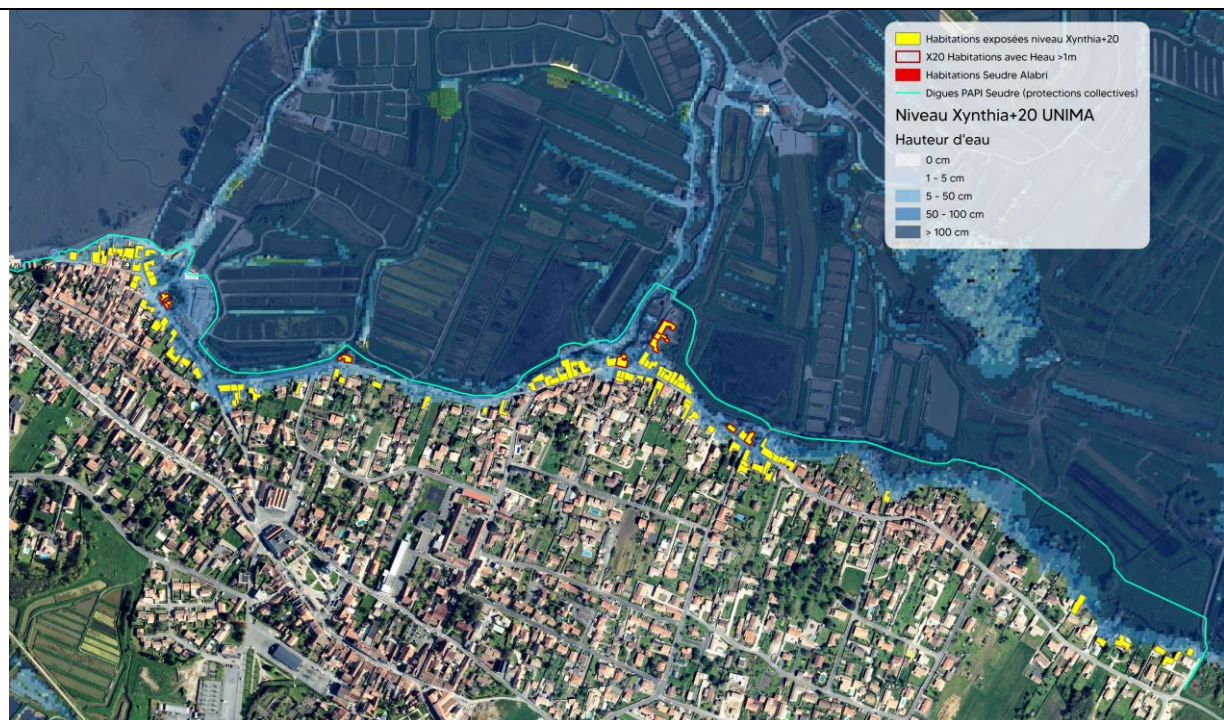 Habitations exposées niveau Xynthia+20
X20 Habitations avec Heau >1m
Habitations Seudre Alabri
Digues PAPI Seudre (protections collectives)
Niveau Xynthia+20 UNIMA
Hauteur d'eau
0 cm
1 - 5 cm
5 - 50 cm
50 - 100 cm
> 100 cm